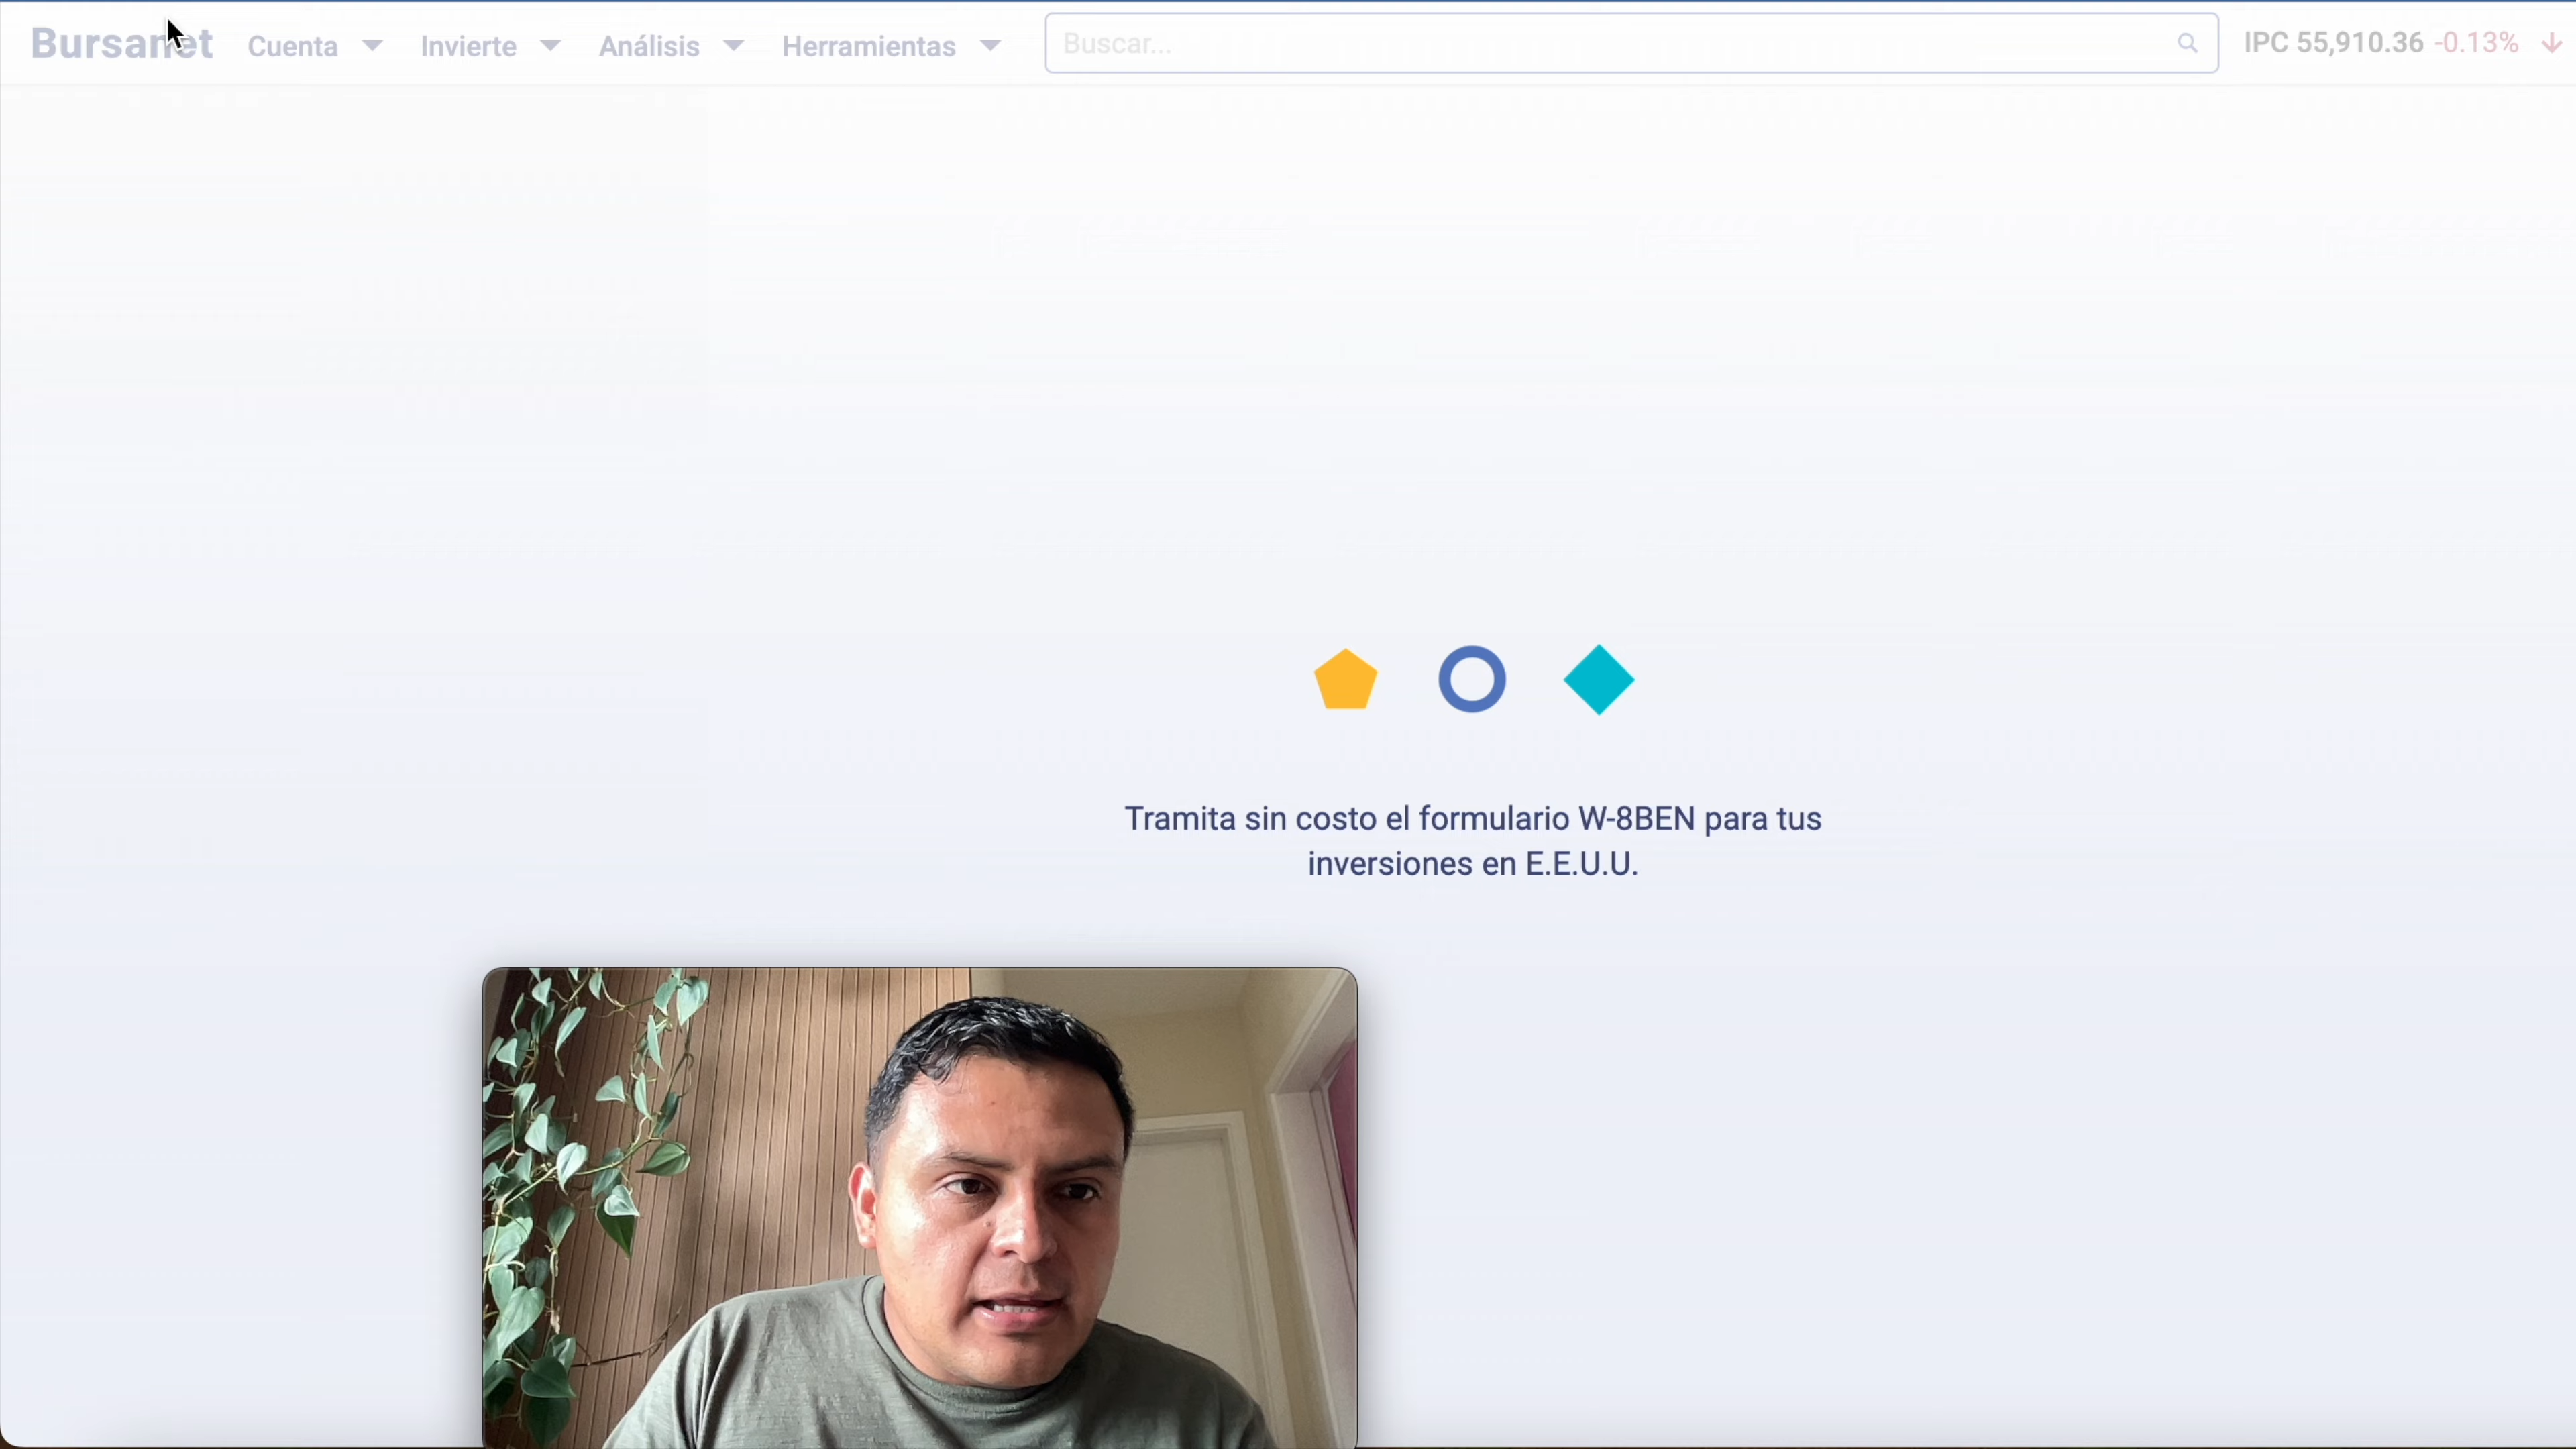 Bursanet Cuenta Invierte Análisis Herramientas Buscar... IPC 55,910.36 -0.13%
Tramita sin costo el formulario W-8BEN para tus
inversiones en E.E.U.U.